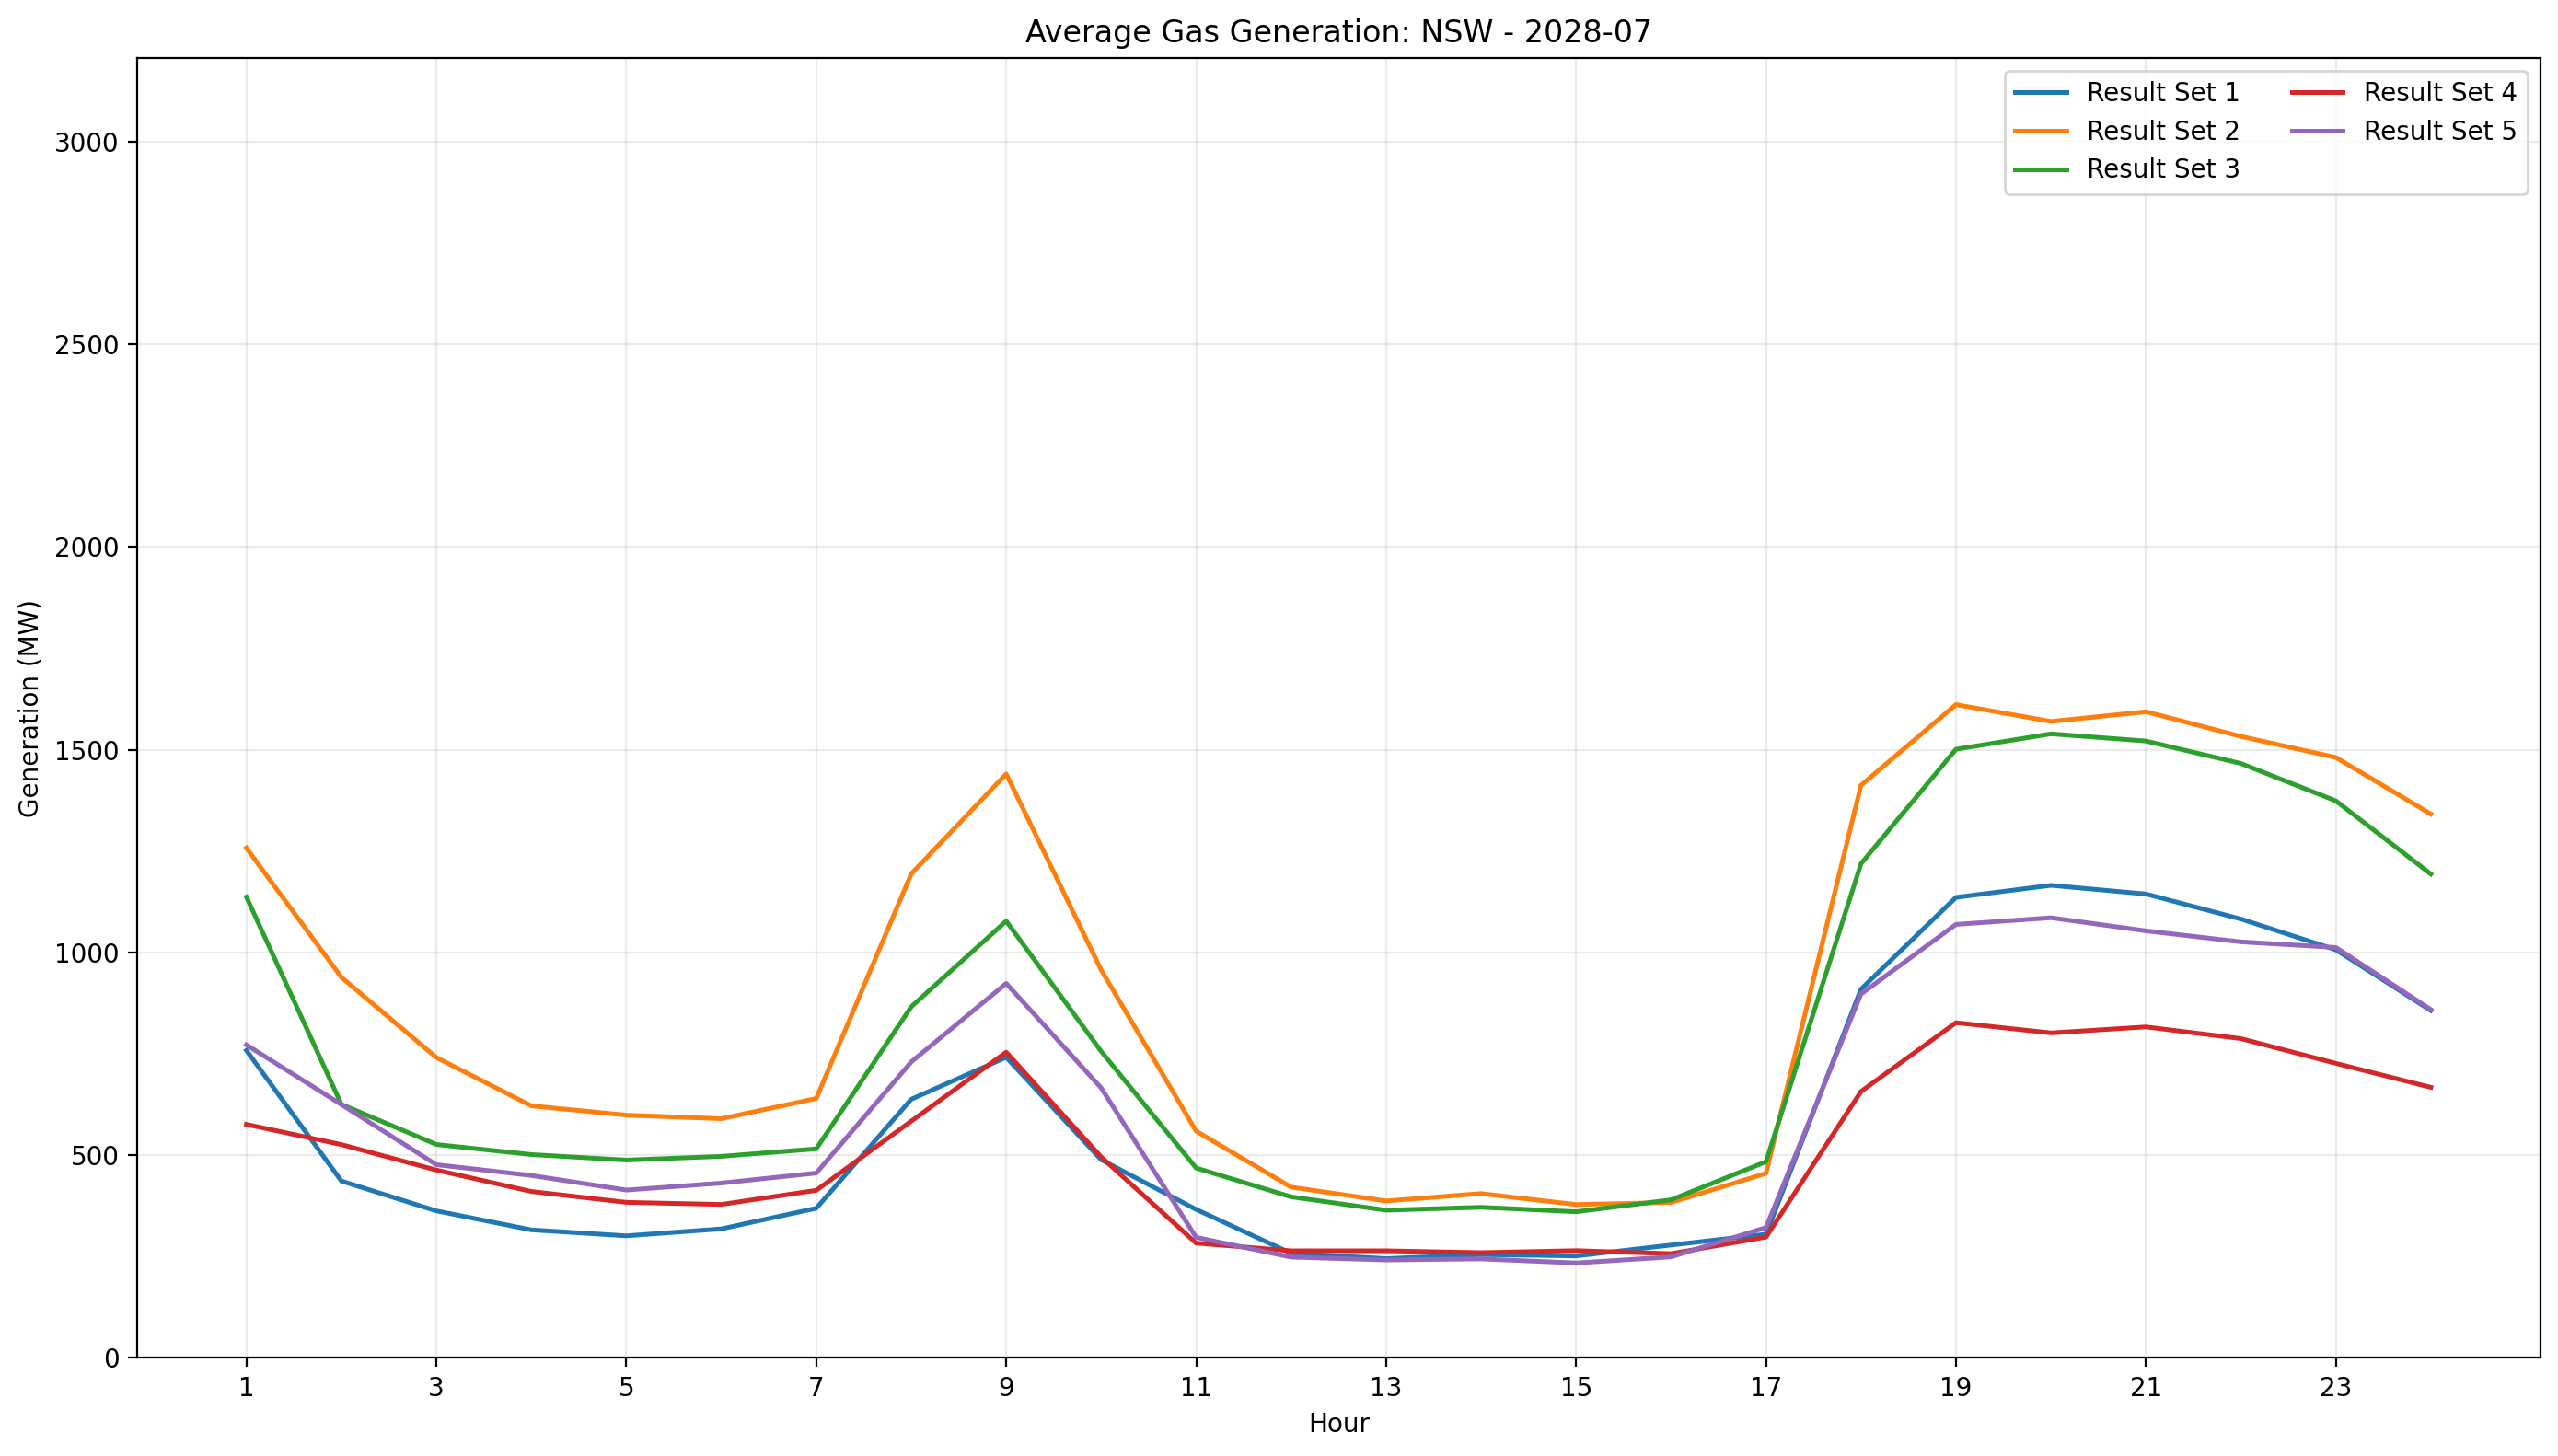 Average Gas Generation: NSW - 2028-07
Result Set 1
Result Set 2
Result Set 3
Result Set 4
Result Set 5
3000
2500
2000
1500
1000
500
0
Generation (MW)
1 3 5 7 9 11 13 15 17 19 21 23
Hour